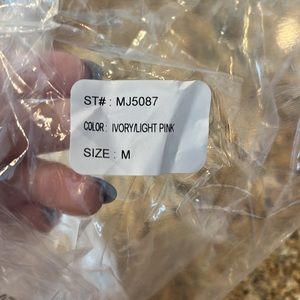 ST# : MJ5087
COLOR : IVORY/LIGHT PINK
SIZE : M